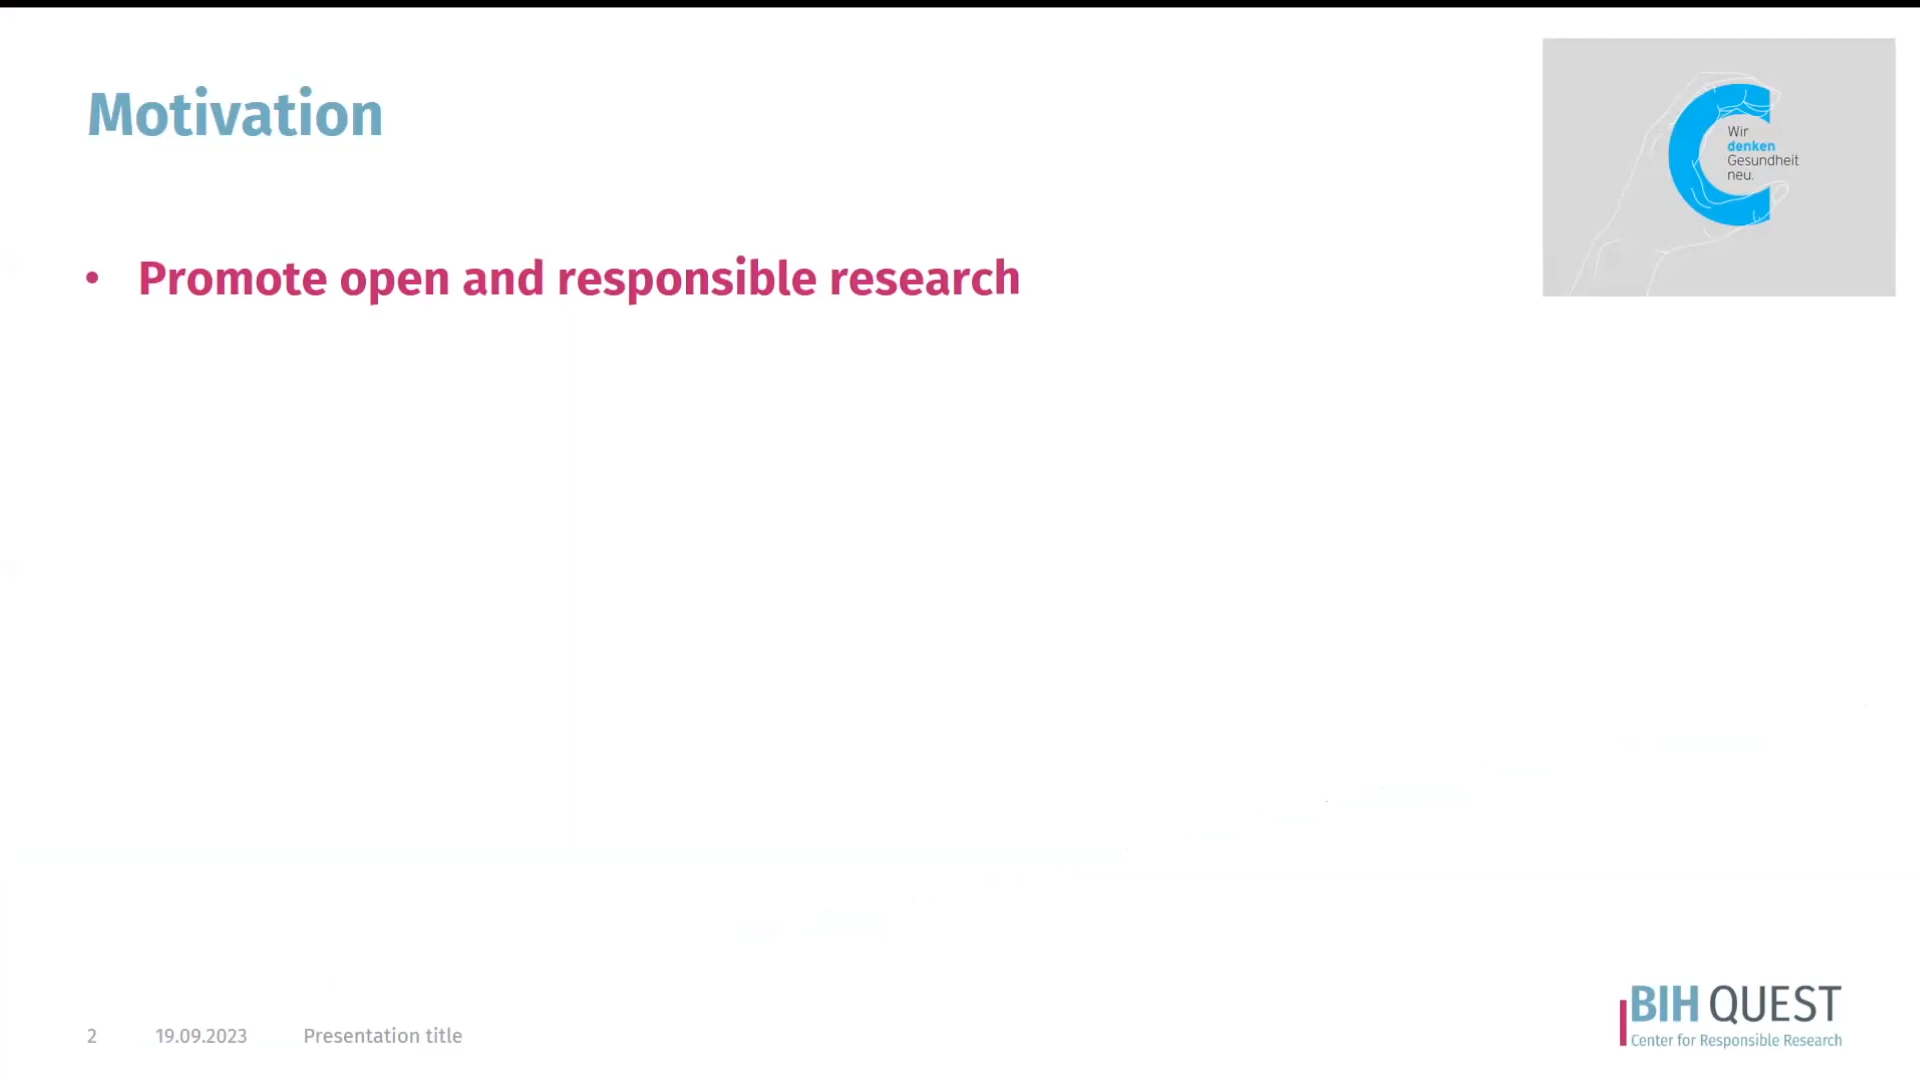 Motivation
Wir
denken
Gesundheit
neu.
• Promote open and responsible research
2 19.09.2023 Presentation title
BIH QUEST
Center for Responsible Research